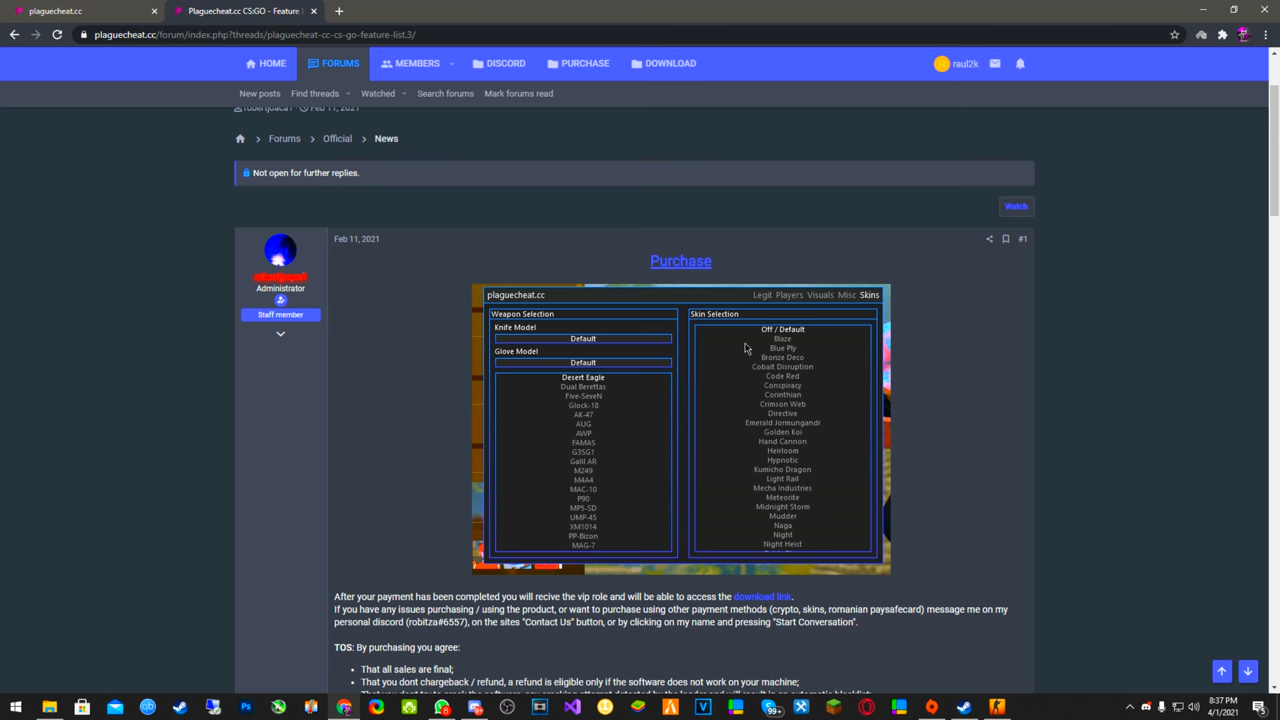 plaguecheat.cc
Plaguecheat.cc CS:GO - Feature
plaguecheat.cc/forum/index.php?threads/plaguecheat-cc-cs-go-feature-list.3/
HOME FORUMS MEMBERS DISCORD PURCHASE DOWNLOAD raul2k
New posts Find threads Watched Search forums Mark forums read
Feb 11, 2021
Forums Official News
Not open for further replies.
Watch
Administrator
Staff member
Feb 11, 2021 #1
Purchase
plaguecheat.cc Legit Players Visuals Misc Skins
Weapon Selection
Knife Model
Default
Glove Model
Default
Desert Eagle
Dual Berettas
Five-SeveN
Glock-18
AK-47
AUG
AWP
FAMAS
G3SG1
Galil AR
M249
M4A4
MAC-10
P90
MP5-SD
UMP-45
XM1014
PP-Bizon
MAG-7
Skin Selection
Off / Default
Blaze
Blue Ply
Bronze Deco
Cobalt Disruption
Code Red
Conspiracy
Corinthian
Crimson Web
Directive
Emerald Jormungandr
Golden Koi
Hand Cannon
Heirloom
Hypnotic
Kumicho Dragon
Light Rail
Mecha Industries
Meteorite
Midnight Storm
Mudder
Naga
Night
Night Heist
After your payment has been completed you will recive the vip role and will be able to access the download link.
If you have any issues purchasing / using the product, or want to purchase using other payment methods (crypto, skins, romanian paysafecard) message me on my
personal discord (robitza#6557), on the sites "Contact Us" button, or by clicking on my name and pressing "Start Conversation".
TOS: By purchasing you agree:
• That all sales are final;
• That you dont chargeback / refund, a refund is eligible only if the software does not work on your machine;
99+
8:37 PM
4/1/2021